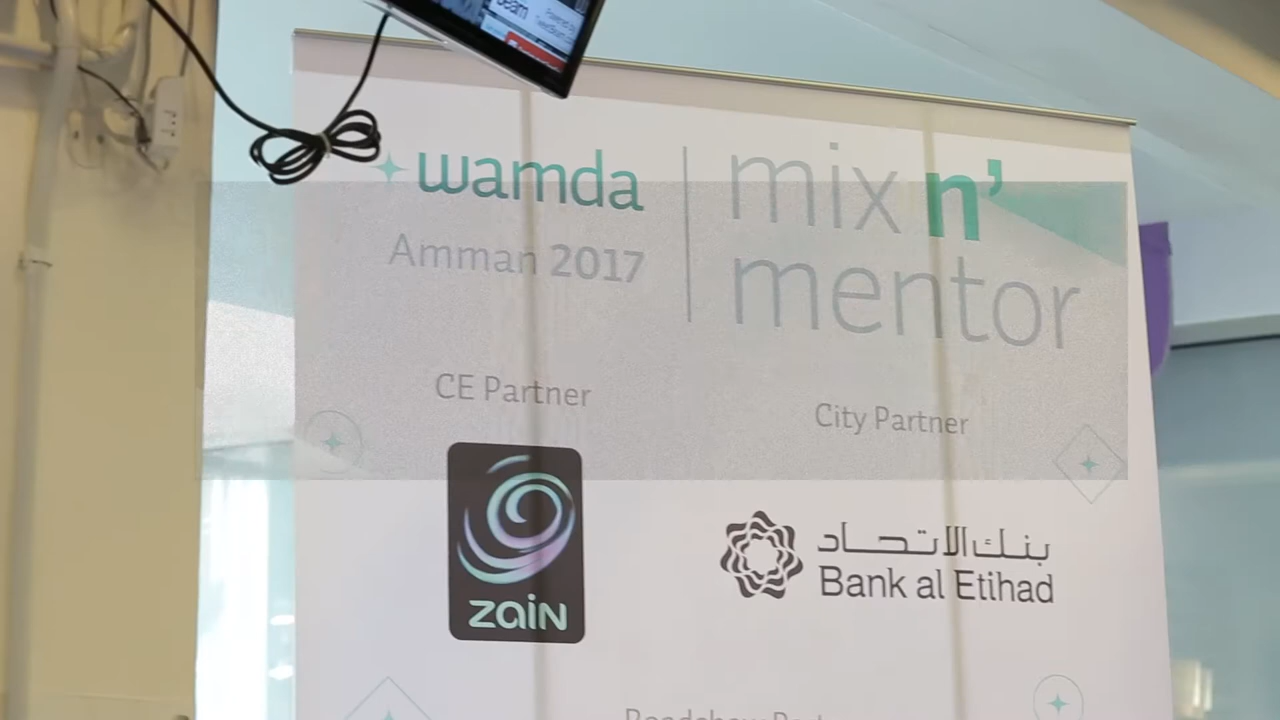 wamda
Amman 2017
mix n'
mentor
CE Partner
City Partner
zain
بنك الاتحاد
Bank al Etihad